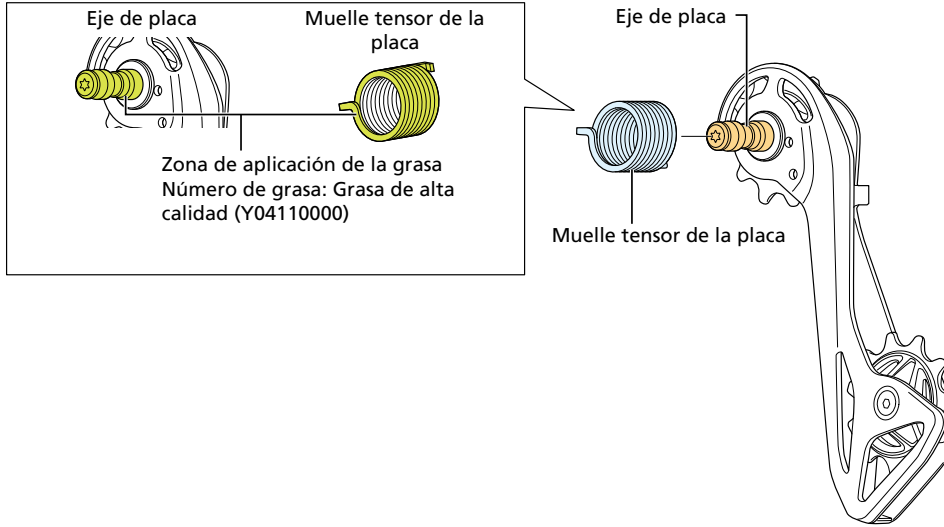 Eje de placa
Muelle tensor de la
placa
Zona de aplicación de la grasa
Número de grasa: Grasa de alta
calidad (Y04110000)
Eje de placa
Muelle tensor de la placa